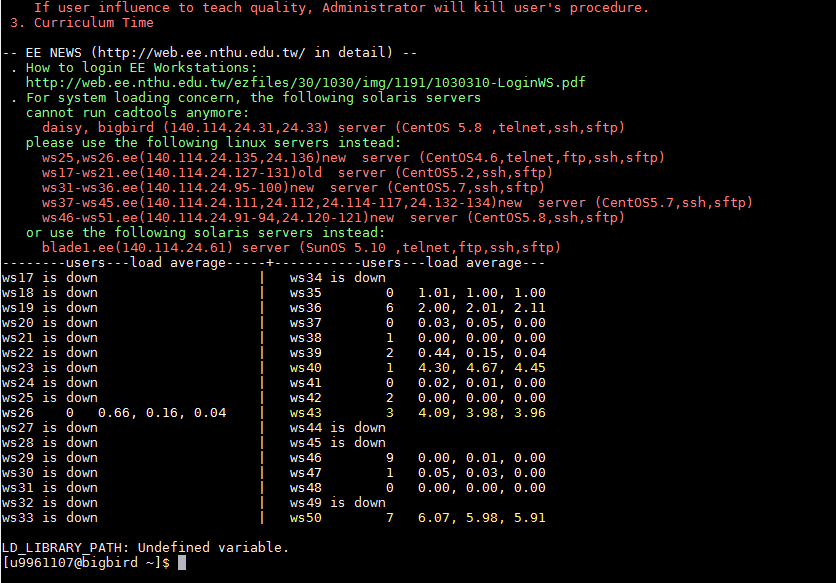 If user influence to teach quality, Administrator will kill user's procedure.
 3. Curriculum Time

-- EE NEWS (http://web.ee.nthu.edu.tw/ in detail) --
 . How to login EE Workstations:
   http://web.ee.nthu.edu.tw/ezfiles/30/1030/img/1191/1030310-LoginWS.pdf
 . For system loading concern, the following solaris servers
   cannot run cadtools anymore:
     daisy, bigbird (140.114.24.31,24.33) server (CentOS 5.8 ,telnet,ssh,sftp)
   please use the following linux servers instead:
     ws25,ws26.ee(140.114.24.135,24.136)new  server (CentOS4.6,telnet,ftp,ssh,sftp)
     ws17-ws21.ee(140.114.24.127-131)old  server (CentOS5.2,ssh,sftp)
     ws31-ws36.ee(140.114.24.95-100)new  server (CentOS5.7,ssh,sftp)
     ws37-ws45.ee(140.114.24.111,24.112,24.114-117,24.132-134)new  server (CentOS5.7,ssh,sftp)
     ws46-ws51.ee(140.114.24.91-94,24.120-121)new  server (CentOS5.8,ssh,sftp)
   or use the following solaris servers instead:
     blade1.ee(140.114.24.61) server (SunOS 5.10 ,telnet,ftp,ssh,sftp)
--------users---load average-----+-----------users---load average---
ws17 is down                    |   ws34 is down
ws18 is down                    |   ws35        0   1.01, 1.00, 1.00
ws19 is down                    |   ws36        6   2.00, 2.01, 2.11
ws20 is down                    |   ws37        0   0.03, 0.05, 0.00
ws21 is down                    |   ws38        1   0.00, 0.00, 0.00
ws22 is down                    |   ws39        2   0.44, 0.15, 0.04
ws23 is down                    |   ws40        1   4.30, 4.67, 4.45
ws24 is down                    |   ws41        0   0.02, 0.01, 0.00
ws25 is down                    |   ws42        2   0.00, 0.00, 0.00
ws26    0   0.66, 0.16, 0.04    |   ws43        3   4.09, 3.98, 3.96
ws27 is down                    |   ws44 is down
ws28 is down                    |   ws45 is down
ws29 is down                    |   ws46        9   0.00, 0.01, 0.00
ws30 is down                    |   ws47        1   0.05, 0.03, 0.00
ws31 is down                    |   ws48        0   0.00, 0.00, 0.00
ws32 is down                    |   ws49 is down
ws33 is down                    |   ws50        7   6.07, 5.98, 5.91

LD_LIBRARY_PATH: Undefined variable.
[u9961107@bigbird ~]$